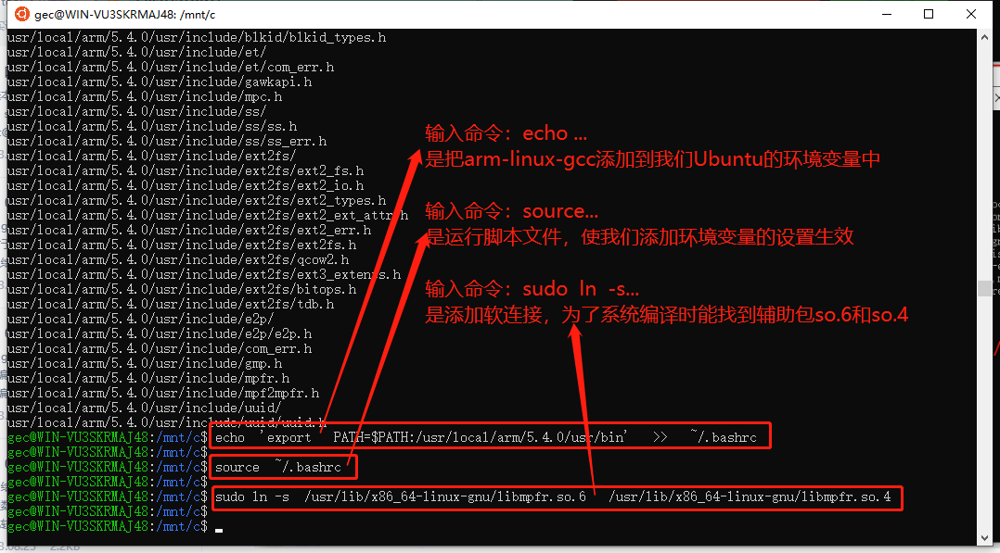 gec@WIN-VU3SKRMAJ48: /mnt/c
usr/local/arm/5.4.0/usr/include/blkid/blkid_types.h
usr/local/arm/5.4.0/usr/include/et/
usr/local/arm/5.4.0/usr/include/et/com_err.h
usr/local/arm/5.4.0/usr/include/gawkapi.h
usr/local/arm/5.4.0/usr/include/mpc.h
usr/local/arm/5.4.0/usr/include/ss/
usr/local/arm/5.4.0/usr/include/ss/ss.h
usr/local/arm/5.4.0/usr/include/ss/ss_err.h
usr/local/arm/5.4.0/usr/include/ext2fs/
usr/local/arm/5.4.0/usr/include/ext2fs/ext2_fs.h
usr/local/arm/5.4.0/usr/include/ext2fs/ext2_io.h
usr/local/arm/5.4.0/usr/include/ext2fs/ext2_types.h
usr/local/arm/5.4.0/usr/include/ext2fs/ext2_ext_attr.h
usr/local/arm/5.4.0/usr/include/ext2fs/ext2_err.h
usr/local/arm/5.4.0/usr/include/ext2fs/ext2fs.h
usr/local/arm/5.4.0/usr/include/ext2fs/qcow2.h
usr/local/arm/5.4.0/usr/include/ext2fs/ext3_extents.h
usr/local/arm/5.4.0/usr/include/ext2fs/bitops.h
usr/local/arm/5.4.0/usr/include/ext2fs/tdb.h
usr/local/arm/5.4.0/usr/include/e2p/
usr/local/arm/5.4.0/usr/include/e2p/e2p.h
usr/local/arm/5.4.0/usr/include/com_err.h
usr/local/arm/5.4.0/usr/include/gmp.h
usr/local/arm/5.4.0/usr/include/mpfr.h
usr/local/arm/5.4.0/usr/include/mpf2mpfr.h
usr/local/arm/5.4.0/usr/include/uuid/
usr/local/arm/5.4.0/usr/include/uuid/uuid.h
gec@WIN-VU3SKRMAJ48:/mnt/c$ echo 'export PATH=$PATH:/usr/local/arm/5.4.0/usr/bin' >> ~/.bashrc
gec@WIN-VU3SKRMAJ48:/mnt/c$
gec@WIN-VU3SKRMAJ48:/mnt/c$ source ~/.bashrc
gec@WIN-VU3SKRMAJ48:/mnt/c$
gec@WIN-VU3SKRMAJ48:/mnt/c$ sudo ln -s /usr/lib/x86_64-linux-gnu/libmpfr.so.6 /usr/lib/x86_64-linux-gnu/libmpfr.so.4
gec@WIN-VU3SKRMAJ48:/mnt/c$
gec@WIN-VU3SKRMAJ48:/mnt/c$
输入命令：echo ...
是把arm-linux-gcc添加到我们Ubuntu的环境变量中
输入命令：source...
是运行脚本文件，使我们添加环境变量的设置生效
输入命令：sudo ln -s...
是添加软连接，为了系统编译时能找到辅助包so.6和so.4